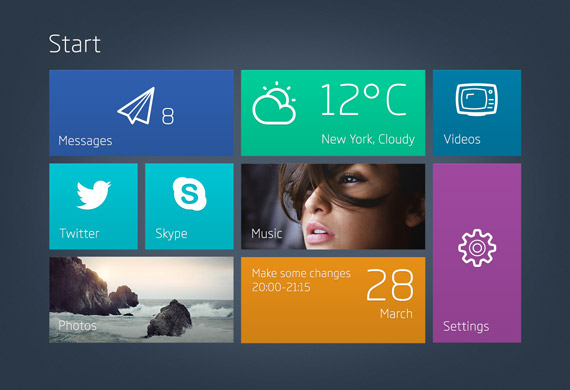 Start
8
Messages
12°C
New York, Cloudy
Videos
Twitter
S
Skype
Music
Settings
Photos
Make some changes
20:00-21:15
28
March